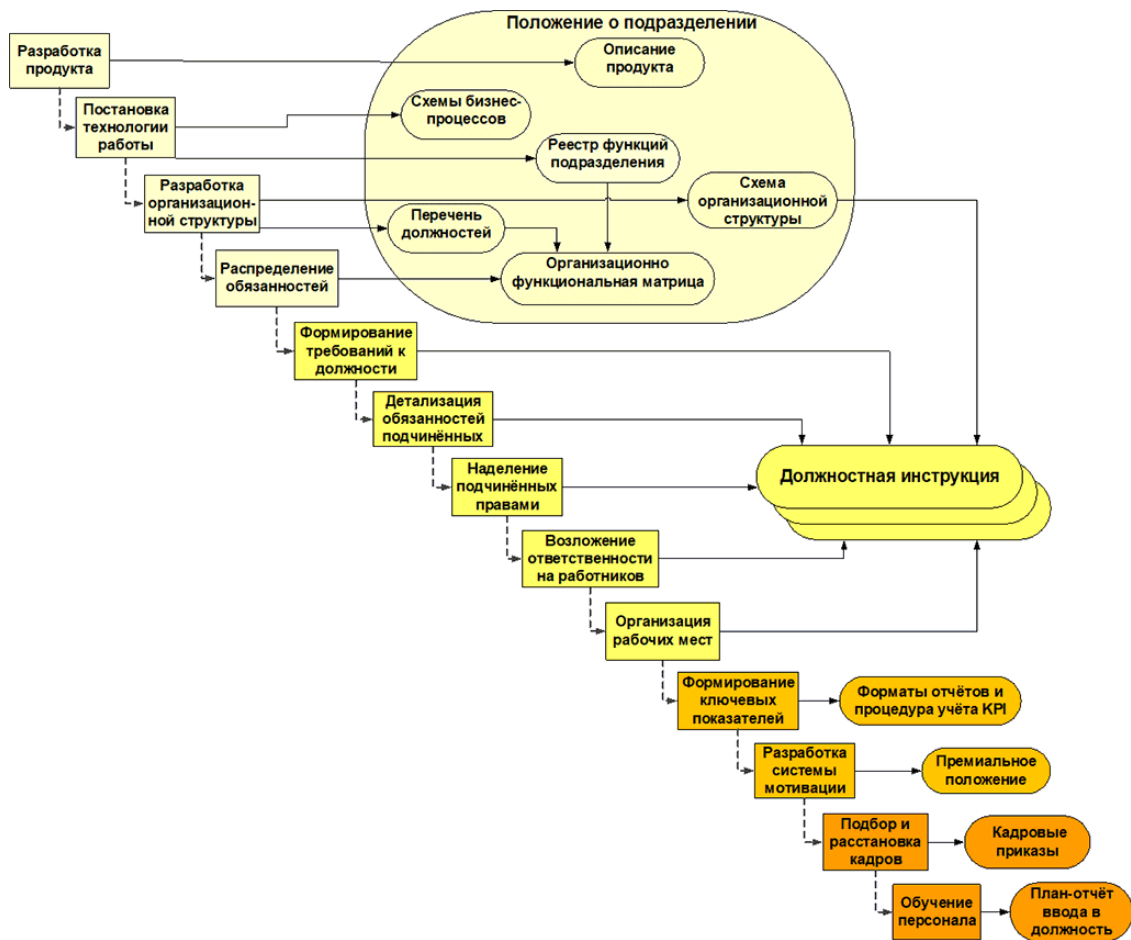 Положение о подразделении
Разработка
продукта
Описание
продукта
Постановка
технологии
работы
Схемы бизнес-
процессов
Реестр функций
подразделения
Разработка
организацион-
ной структуры
Схема
организационной
структуры
Перечень
должностей
Распределение
обязанностей
Организационно
функциональная матрица
Формирование
требований к
должности
Детализация
обязанностей
подчинённых
Наделение
подчинённых
правами
Должностная инструкция
Возложение
ответственности
на работников
Организация
рабочих мест
Формирование
ключевых
показателей
Форматы отчётов и
процедура учёта KPI
Разработка
системы
мотивации
Премиальное
положение
Подбор и
расстановка
кадров
Кадровые
приказы
Обучение
персонала
План-отчёт
ввода в
должность